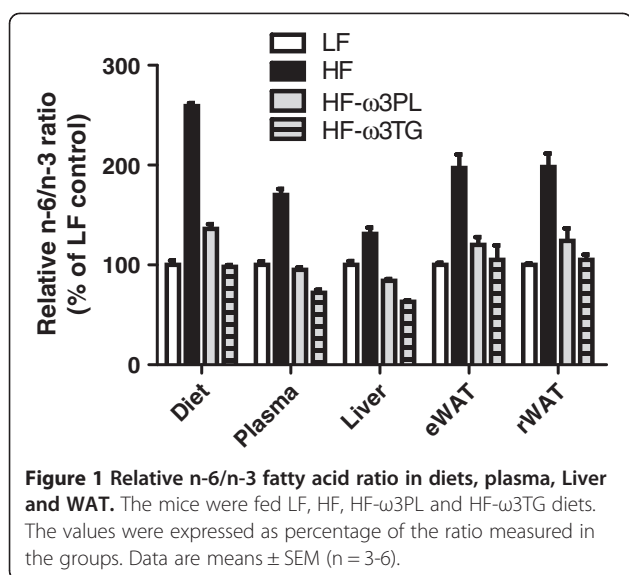 LF
HF
HF-ω3PL
HF-ω3TG
Relative n-6/n-3 ratio
(% of LF control)
300
200
100
0
Diet
Plasma
Liver
eWAT
rWAT
Figure 1 Relative n-6/n-3 fatty acid ratio in diets, plasma, Liver
and WAT. The mice were fed LF, HF, HF-ω3PL and HF-ω3TG diets.
The values were expressed as percentage of the ratio measured in
the groups. Data are means ± SEM (n = 3-6).